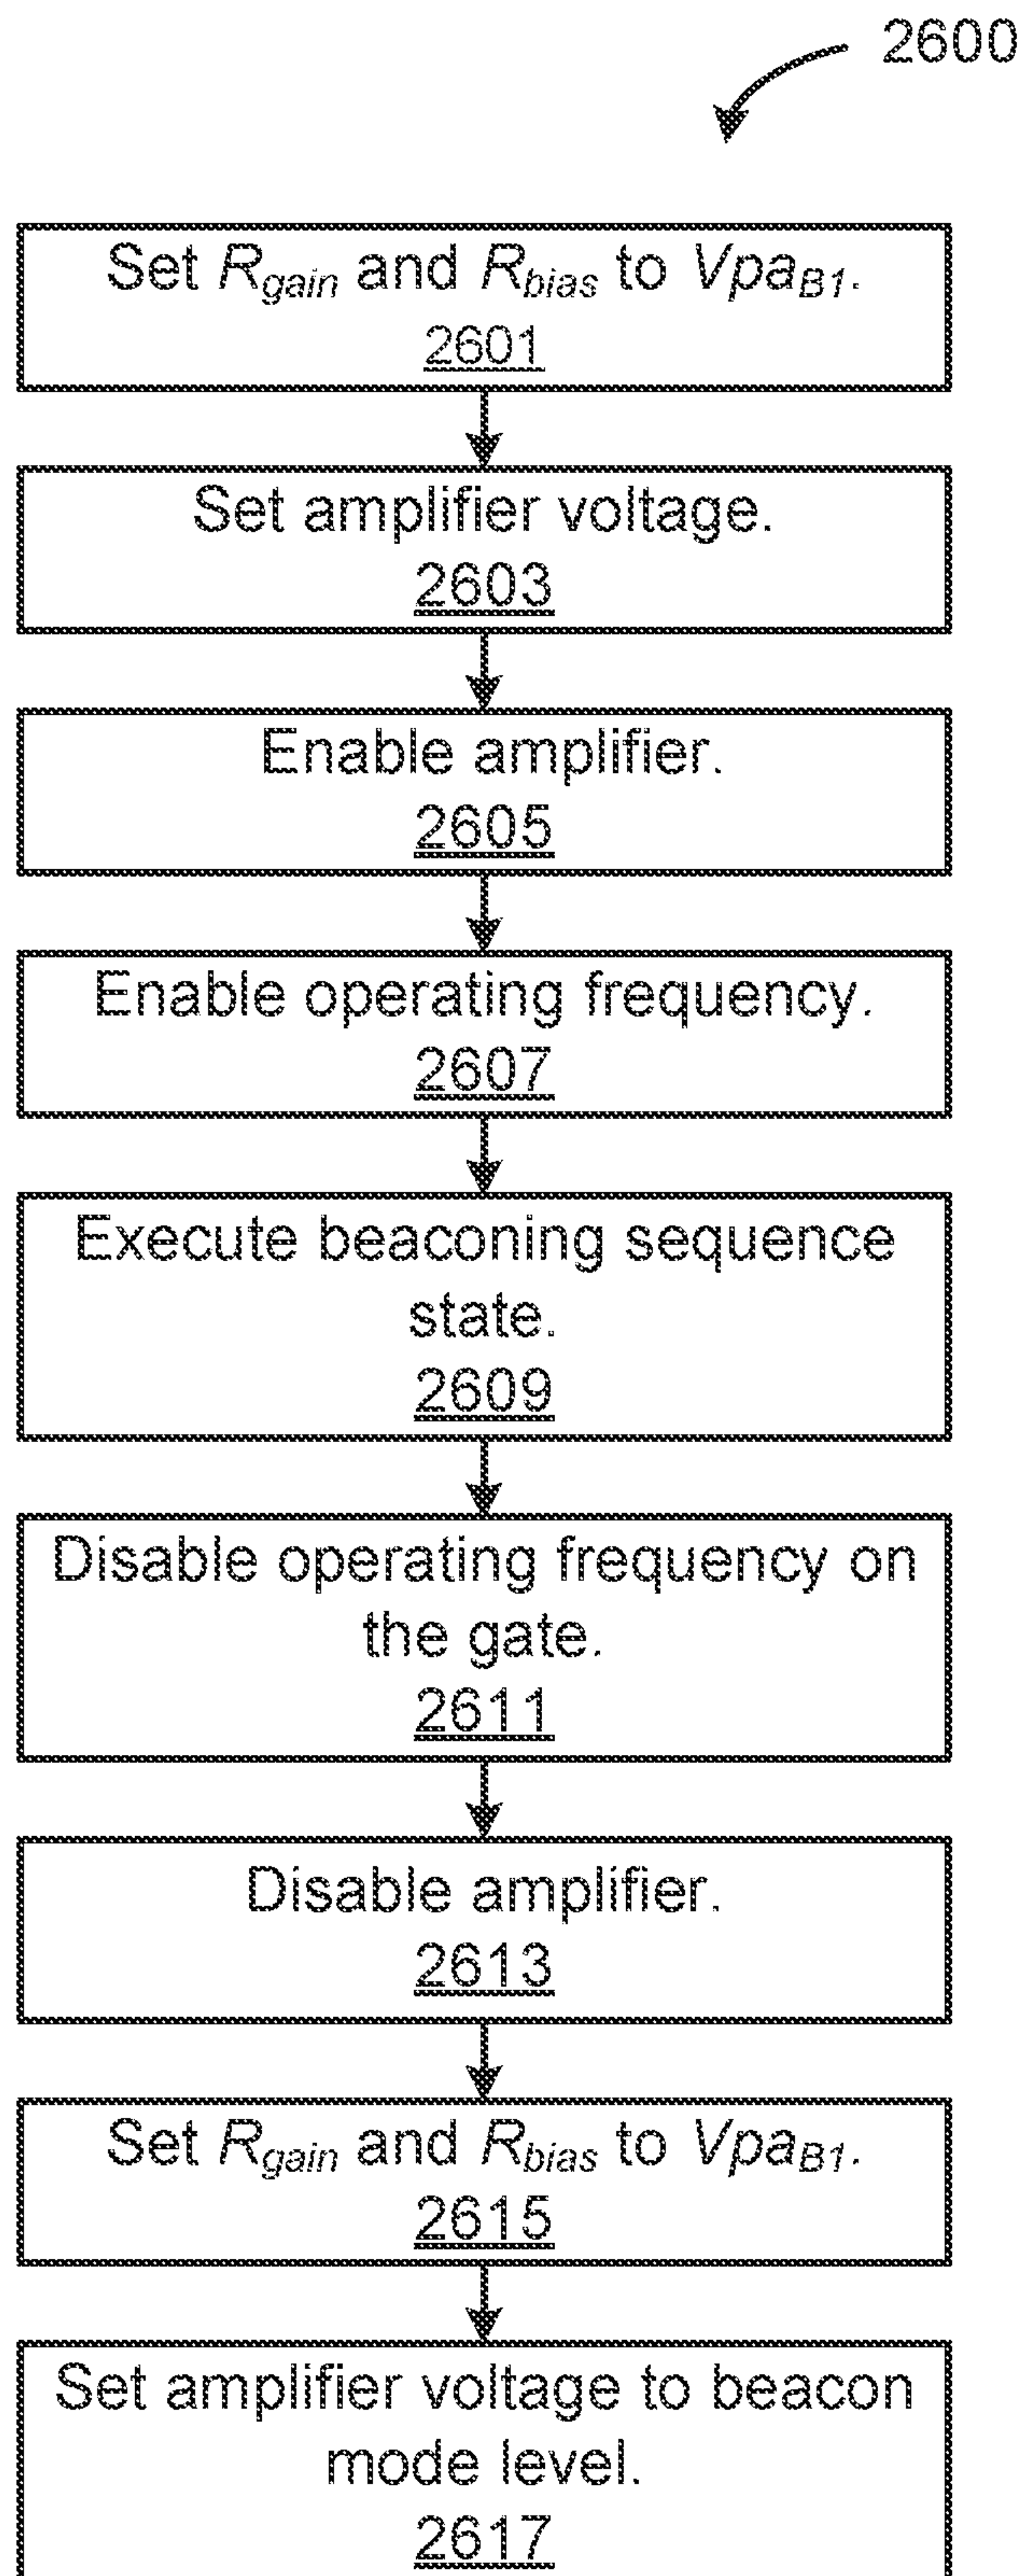 2600
Set Rgain and Rbias to VpaB1.
2601
Set amplifier voltage.
2603
Enable amplifier.
2605
Enable operating frequency.
2607
Execute beaconing sequence
state.
2609
Disable operating frequency on
the gate.
2611
Disable amplifier.
2613
Set Rgain and Rbias to VpaB1.
2615
Set amplifier voltage to beacon
mode level.
2617